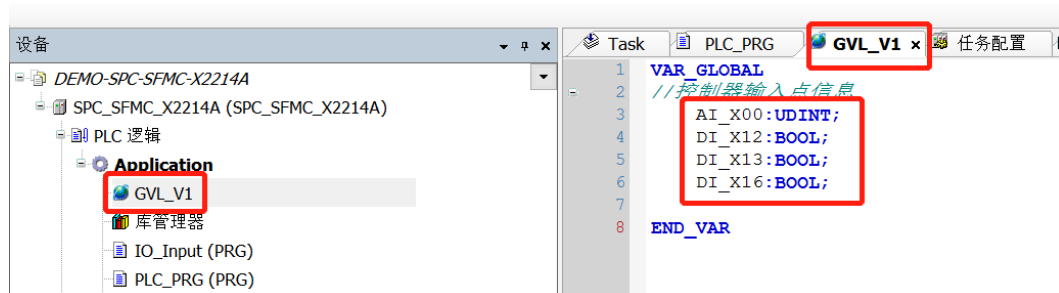 设备
DEMO-SPC-SFMC-X2214A
SPC_SFMC_X2214A (SPC_SFMC_X2214A)
PLC 逻辑
Application
GVL_V1
库管理器
IO_Input (PRG)
PLC_PRG (PRG)
Task PLC_PRG GVL_V1 x 任务配置
1 VAR_GLOBAL
2 //控制器输入点信息
3 AI_X00:UDINT;
4 DI_X12:BOOL;
5 DI_X13:BOOL;
6 DI_X16:BOOL;
7
8 END_VAR